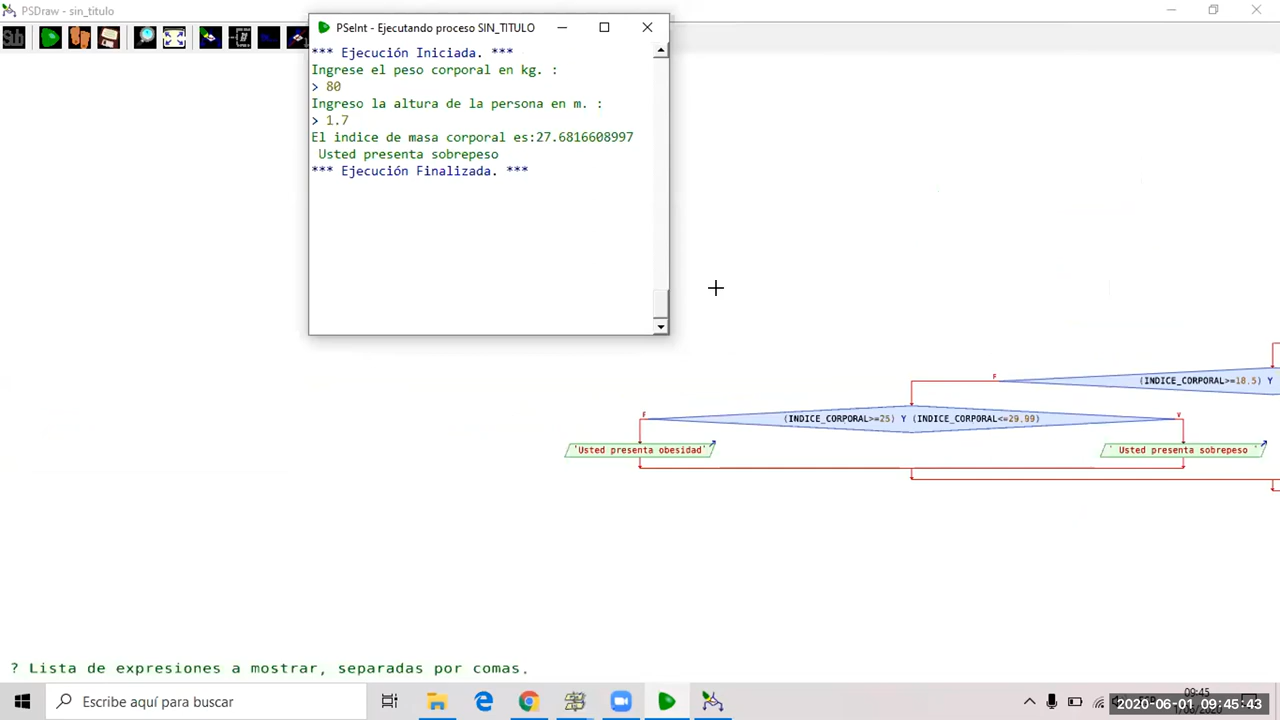 PSDraw - sin_titulo
PSeInt - Ejecutando proceso SIN_TITULO
Sub
*** Ejecución Iniciada. ***
Ingrese el peso corporal en kg. :
> 80
Ingreso la altura de la persona en m. :
> 1.7
El indice de masa corporal es:27.6816608997
Usted presenta sobrepeso
*** Ejecución Finalizada. ***
F
(INDICE_CORPORAL>=18.5) Y
F
(INDICE_CORPORAL>=25) Y (INDICE_CORPORAL<=29.99)
V
'Usted presenta obesidad'
' Usted presenta sobrepeso '
? Lista de expresiones a mostrar, separadas por comas.
Escribe aquí para buscar
09:45
2020-06-01, 09:45:43